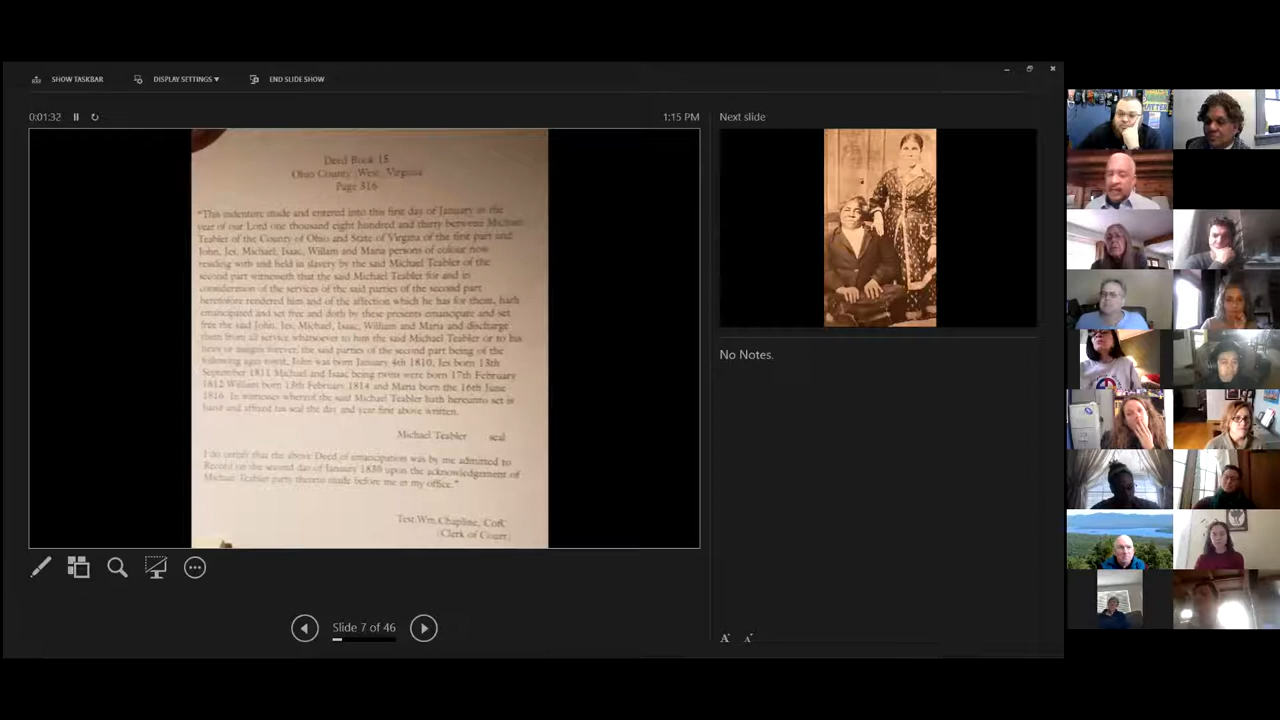 SHOW TASKBAR
DISPLAY SETTINGS ▾
END SLIDE SHOW
0:01:32
1:15 PM
Next slide
Deed Book 15
Ohio County (West) Virginia
Page 316
"This indenture made and entered into this first day of January in the
year of our Lord one thousand eight hundred and thirty between Michael
Teabler of the County of Ohio and State of Virgina of the first part and
John, Jes, Michael, Isaac, Willam and Maria persons of colour now
residing with and held in slavery by the said Michael Teabler of the
second part witnesseth that the said Michael Teabler for and in
consideration of the services of the said parties of the second part
heretofore rendered him and of the affection which he has for them, hath
emancipated and set free and doth by these presents emancipate and set
free the said John, Jes, Michael, Isaac, William and Maria and discharge
them from all service whatsoever to him the said Michael Teabler or to his
heirs or assigns forever, the said parties of the second part being of the
following ages towit, John was born January 4th 1810, Jes born 13th
September 1811, Michael and Isaac being twins were born 17th February
1812 William born 13th February 1814 and Maria born the 16th June
1816. In witnesses whereof the said Michael Teabler hath hereunto set is
hand and affixed his seal the day and year first above written.
Michael Teabler seal
I do certify that the above Deed of emancipation was by me admitted to
Record on the second day of January 1830 upon the acknowledgement of
Michael Teabler party thereto made before me in my office."
Test.Wm.Chapline, CofC
(Clerk of Court)
No Notes.
Slide 7 of 46